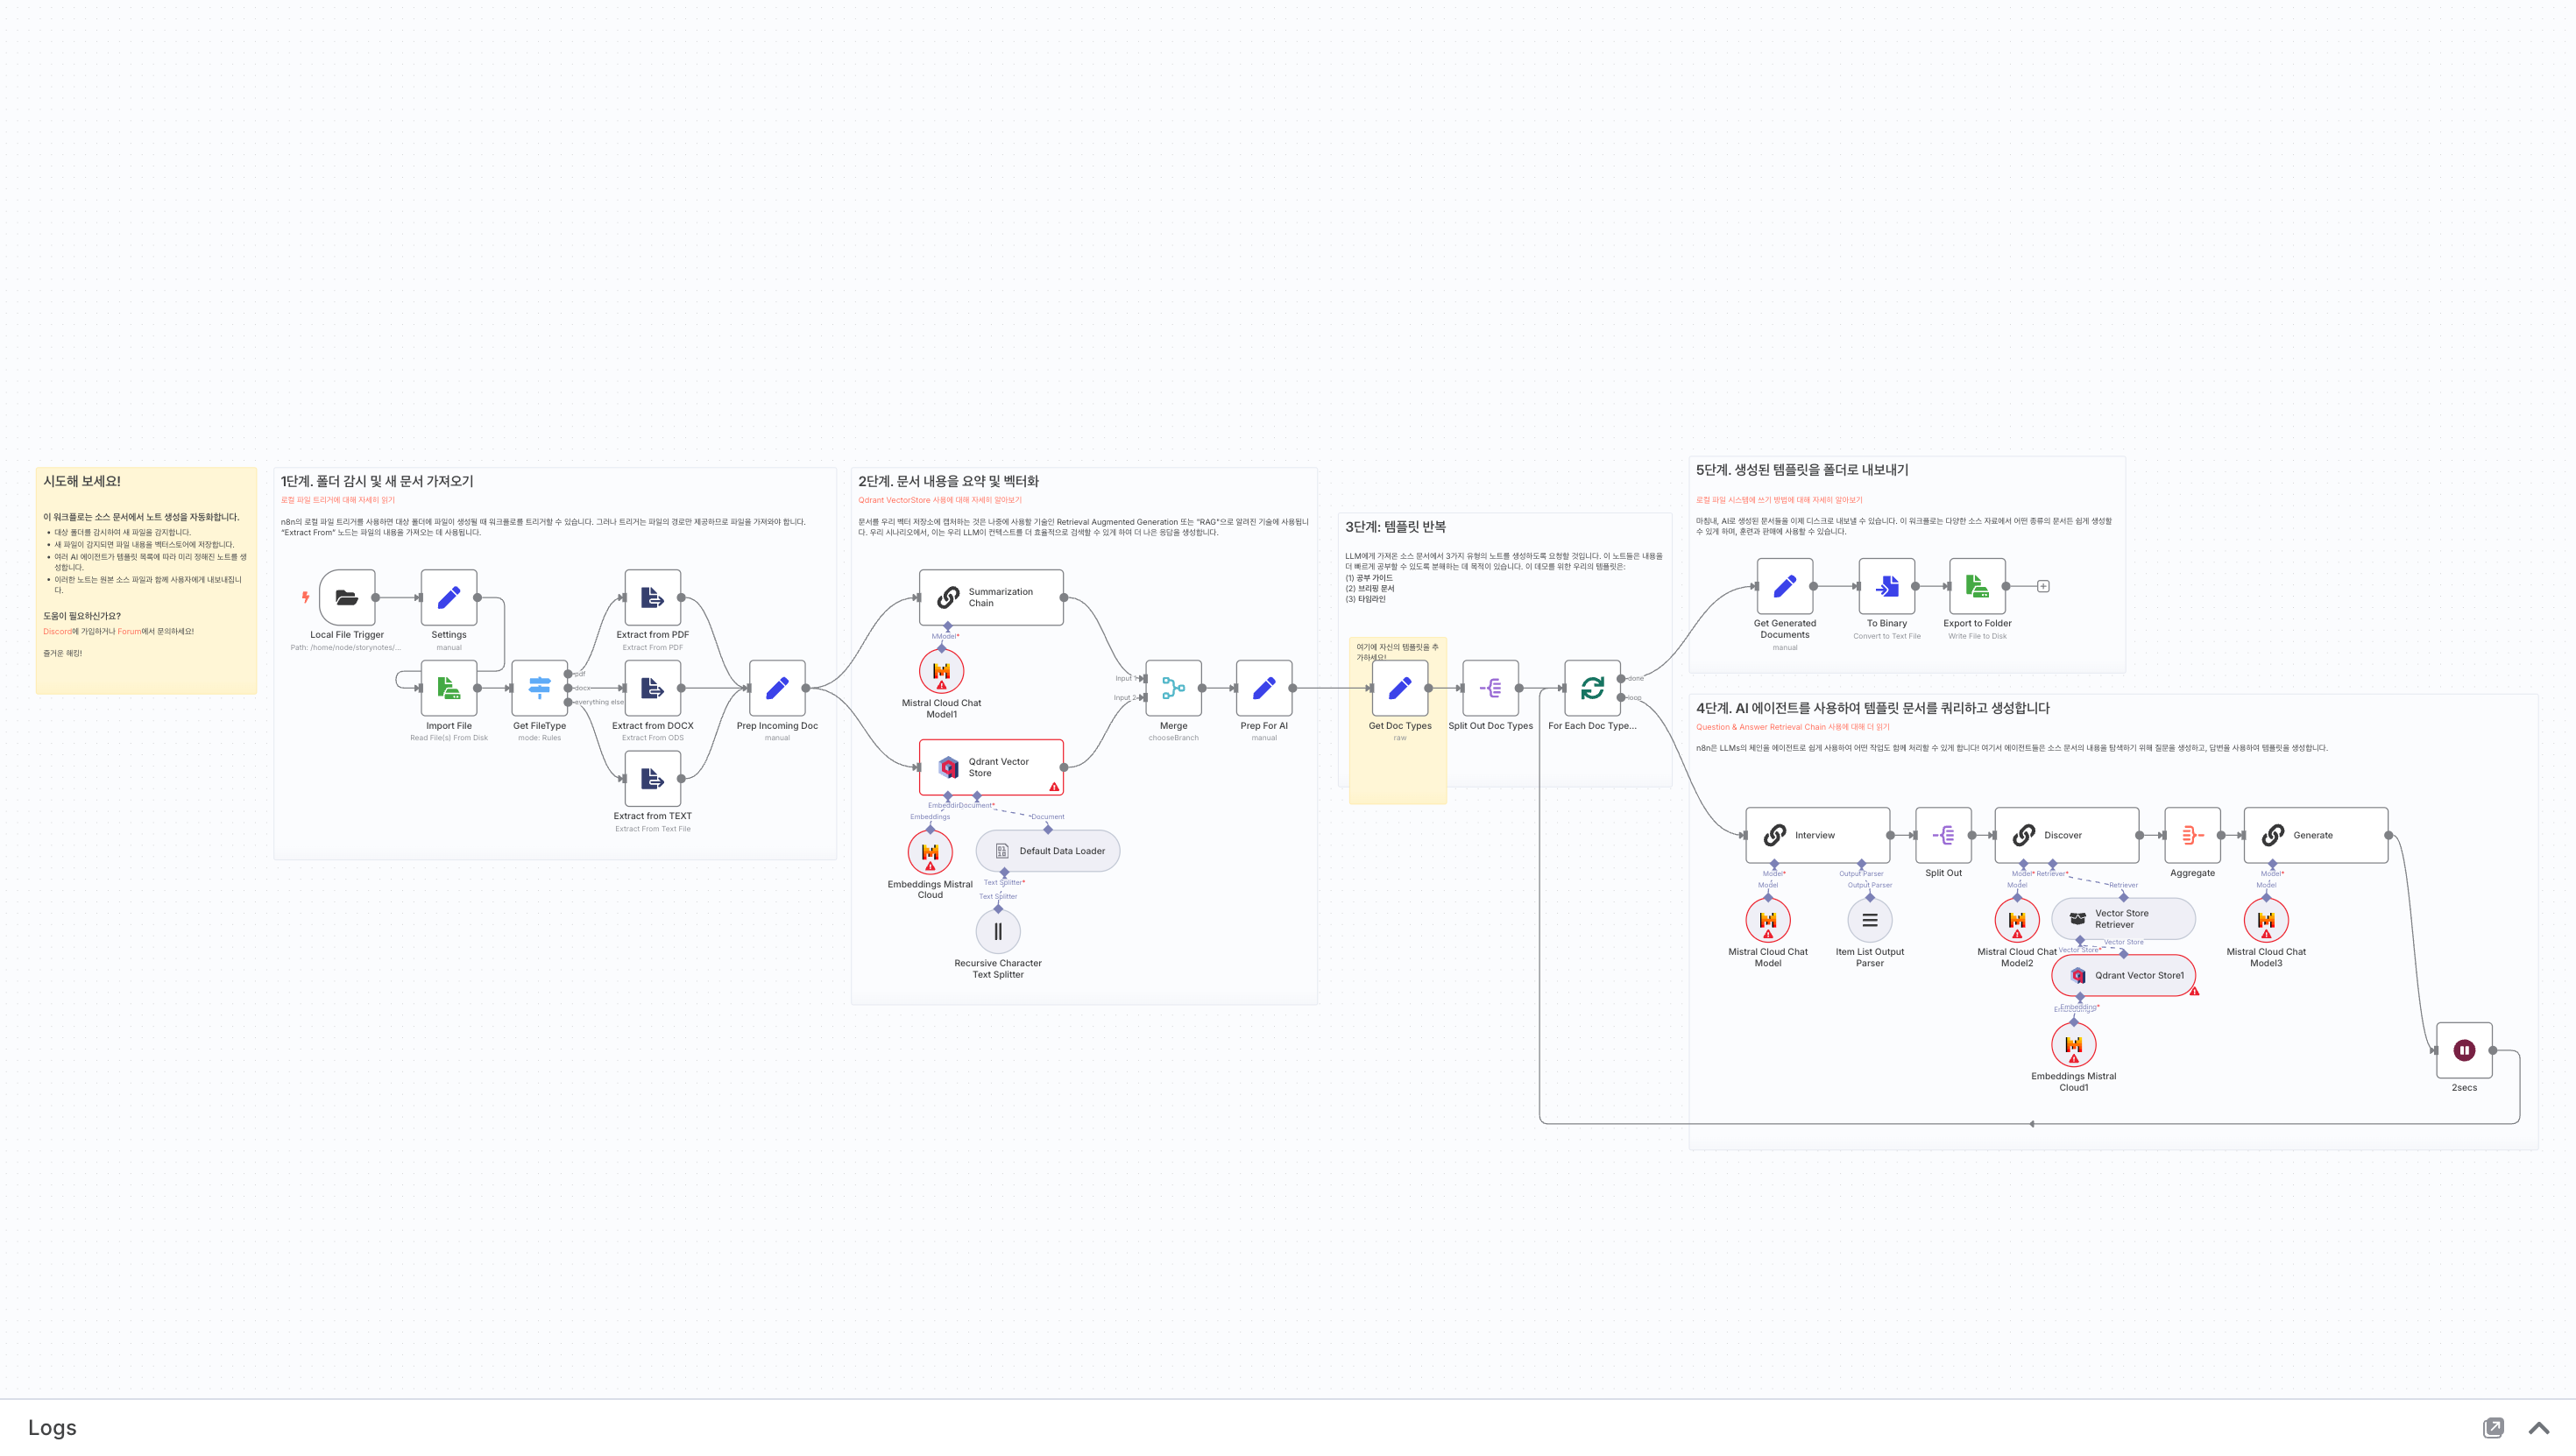 시도해 보세요!
이 워크플로는 소스 문서에서 노트 생성을 자동화합니다.
대상 폴더를 감시하여 새 파일을 감지합니다.
새 파일이 감지되면 파일 내용을 벡터스토어에 저장합니다.
여러 AI 에이전트가 템플릿 목록에 따라 미리 정해진 노트를 생
성합니다.
이러한 노트는 원본 소스 파일과 함께 사용자에게 내보내집니
다.
도움이 필요하신가요?
Discord에 가입하거나 Forum에서 문의하세요!
즐거운 해킹!
1단계. 폴더 감시 및 새 문서 가져오기
로컬 파일 트리거에 대해 자세히 읽기
n8n의 로컬 파일 트리거를 사용하면 대상 폴더에 파일이 생성될 때 워크플로를 트리거할 수 있습니다. 그러나 트리거는 파일의 경로만 제공하므로 파일을 가져와야 합니다.
"Extract From" 노드는 파일의 내용을 가져오는 데 사용됩니다.
Local File Trigger
Path: /home/node/storynotes/...
Settings
manual
Import File
Read File(s) From Disk
Get FileType
mode: Rules
pdf
docx
everything else
Extract from PDF
Extract From PDF
Extract from DOCX
Extract From ODS
Extract from TEXT
Extract From Text File
Prep Incoming Doc
manual
2단계. 문서 내용을 요약 및 벡터화
Qdrant VectorStore 사용에 대해 자세히 알아보기
문서를 우리 벡터 저장소에 캡처하는 것은 나중에 사용할 기술인 Retrieval Augmented Generation 또는 "RAG"으로 알려진 기술에 사용됩니
다. 우리 시나리오에서, 이는 우리 LLM이 컨텍스트를 더 효율적으로 검색할 수 있게 하여 더 나은 응답을 생성합니다.
Summarization
Chain
Model*
Mistral Cloud Chat
Model1
Qdrant Vector
Store
Document*
Embeddings
Document
Embeddings Mistral
Cloud
Default Data Loader
Text Splitter*
Text Splitter
Recursive Character
Text Splitter
Input 1
Input 2
Merge
chooseBranch
Prep For AI
manual
3단계: 템플릿 반복
LLM에게 가져온 소스 문서에서 3가지 유형의 노트를 생성하도록 요청할 것입니다. 이 노트들은 내용을
더 빠르게 공부할 수 있도록 분해하는 데 목적이 있습니다. 이 데모를 위한 우리의 템플릿은:
(1) 공부 가이드
(2) 브리핑 문서
(3) 타임라인
여기에 자신의 템플릿을 추
가하세요!
Get Doc Types
raw
Split Out Doc Types
For Each Doc Type...
done
loop
5단계. 생성된 템플릿을 폴더로 내보내기
로컬 파일 시스템에 쓰기 방법에 대해 자세히 알아보기
마침내, AI로 생성된 문서들을 이제 디스크로 내보낼 수 있습니다. 이 워크플로는 다양한 소스 자료에서 어떤 종류의 문서든 쉽게 생성할
수 있게 하며, 훈련과 판매에 사용할 수 있습니다.
Get Generated
Documents
manual
To Binary
Convert to Text File
Export to Folder
Write File to Disk
4단계. AI 에이전트를 사용하여 템플릿 문서를 쿼리하고 생성합니다
Question & Answer Retrieval Chain 사용에 대해 더 읽기
n8n은 LLMs의 체인을 에이전트로 쉽게 사용하여 어떤 작업도 함께 처리할 수 있게 합니다! 여기서 에이전트들은 소스 문서의 내용을 탐색하기 위해 질문을 생성하고, 답변을 사용하여 템플릿을 생성합니다.
Interview
Model*
Output Parser
Model
Output Parser
Mistral Cloud Chat
Model
Item List Output
Parser
Split Out
Discover
Model*
Retriever*
Model
Retriever
Mistral Cloud Chat
Model2
Vector Store
Retriever
Vector Store*
Vector Store
Qdrant Vector Store1
Embedding*
Embeddings Mistral
Cloud1
Aggregate
Generate
Model*
Model
Mistral Cloud Chat
Model3
2secs
Logs